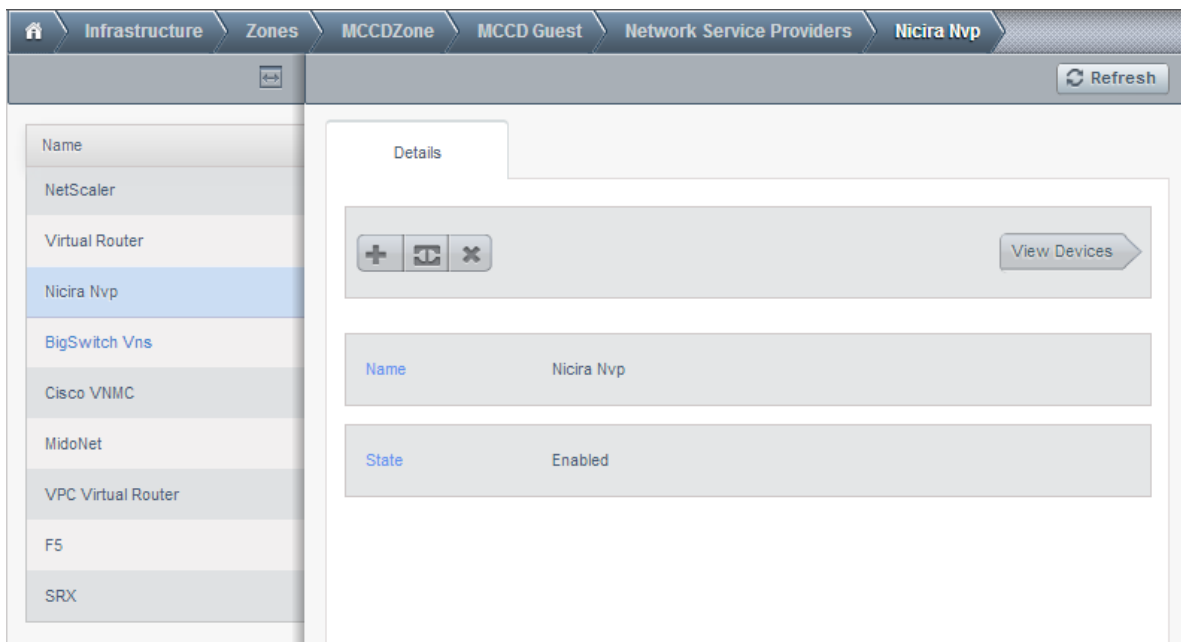 Infrastructure Zones MCCDZone MCCD Guest Network Service Providers Nicira Nvp
Refresh
Name
NetScaler
Virtual Router
Nicira Nvp
BigSwitch Vns
Cisco VNMC
MidoNet
VPC Virtual Router
F5
SRX
Details
View Devices
Name Nicira Nvp
State Enabled